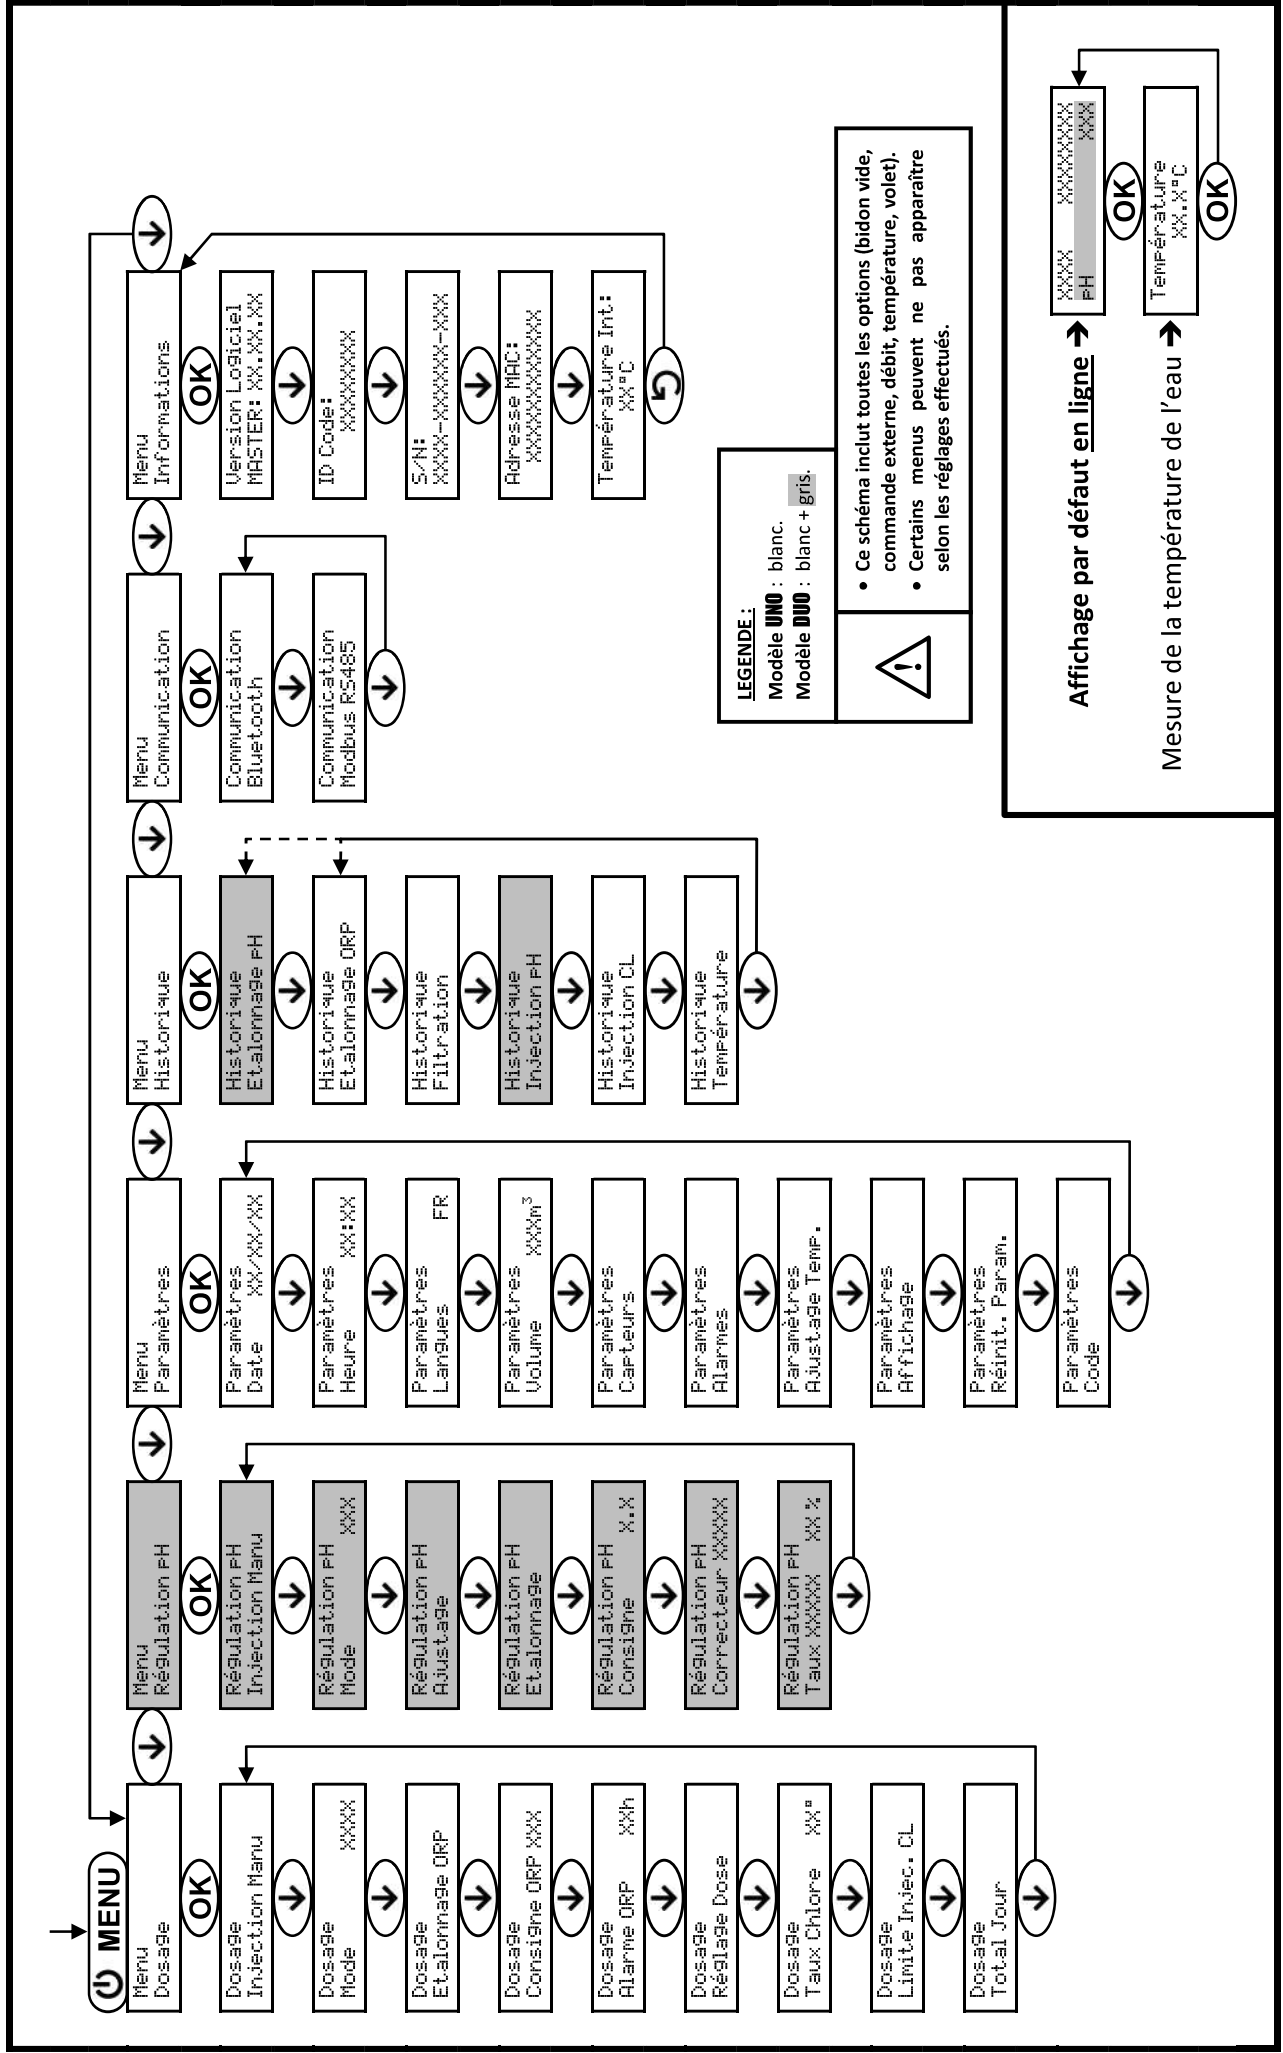 MENU
Menu
Dosage
OK
Dosage
Injection Manu
Dosage
Mode XXXX
Dosage
Etalonnage ORP
Dosage
Consigne ORP XXX
Dosage
Alarme ORP XXh
Dosage
Réglage Dose
Dosage
Taux Chlore XX°
Dosage
Limite Injec. CL
Dosage
Total Jour
Menu
Régulation pH
OK
Régulation pH
Injection Manu
Régulation pH
Mode XXX
Régulation pH
Ajustage
Régulation pH
Etalonnage
Régulation pH
Consigne X.X
Régulation pH
Correcteur XXXXX
Régulation pH
Taux XXXXX XX %
Menu
Paramètres
OK
Paramètres
Date XX/XX/XX
Paramètres
Heure XX:XX
Paramètres
Langues FR
Paramètres
Volume XXXm³
Paramètres
Capteurs
Paramètres
Alarmes
Paramètres
Ajustage Temp.
Paramètres
Affichage
Paramètres
Réinit. Param.
Paramètres
Code
Menu
Historique
OK
Historique
Etalonnage pH
Historique
Etalonnage ORP
Historique
Filtration
Historique
Injection pH
Historique
Injection CL
Historique
Température
Menu
Communication
OK
Communication
Bluetooth
Communication
Modbus RS485
Menu
Informations
OK
Version Logiciel
MASTER: XX.XX.XX
ID Code:
XXXXXXXX
S/N:
XXXX-XXXXXX-XXX
Adresse MAC:
XXXXXXXXXXXX
Température Int:
XX°C
LEGENDE :
Modèle UNO : blanc.
Modèle DUO : blanc + gris.
• Ce schéma inclut toutes les options (bidon vide,
commande externe, débit, température, volet).
• Certains menus peuvent ne pas apparaître
selon les réglages effectués.
Affichage par défaut en ligne ➔
XXXX XXXXXXXX
pH XXX
OK
Mesure de la température de l'eau ➔
Température
XX.X°C
OK